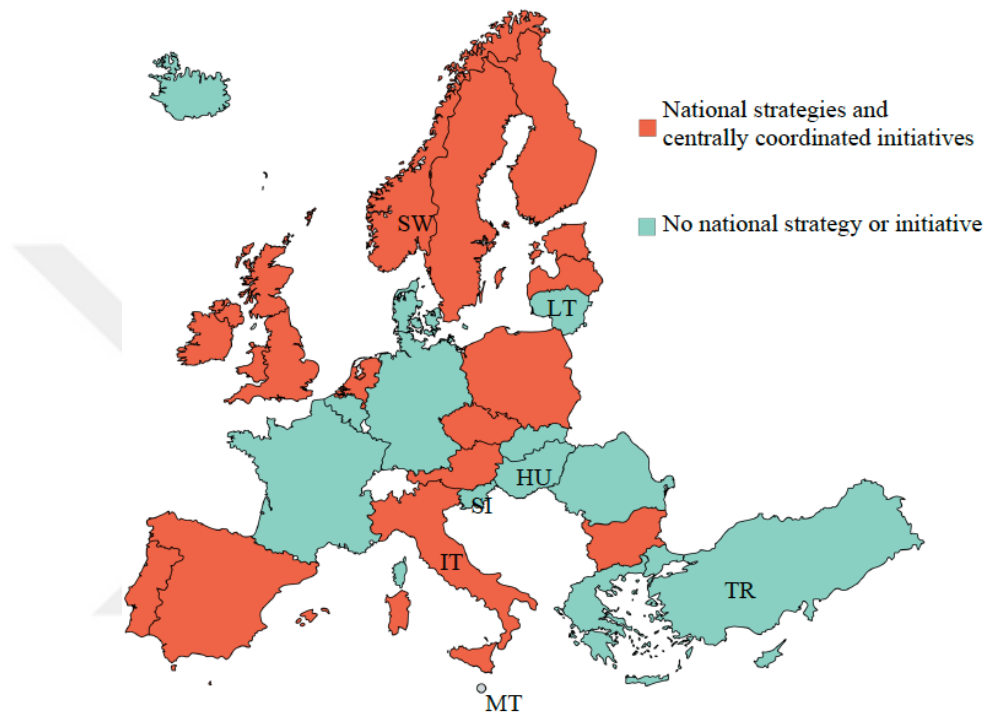 National strategies and
centrally coordinated initiatives
No national strategy or initiative
SW
LT
HU
SI
IT
TR
MT